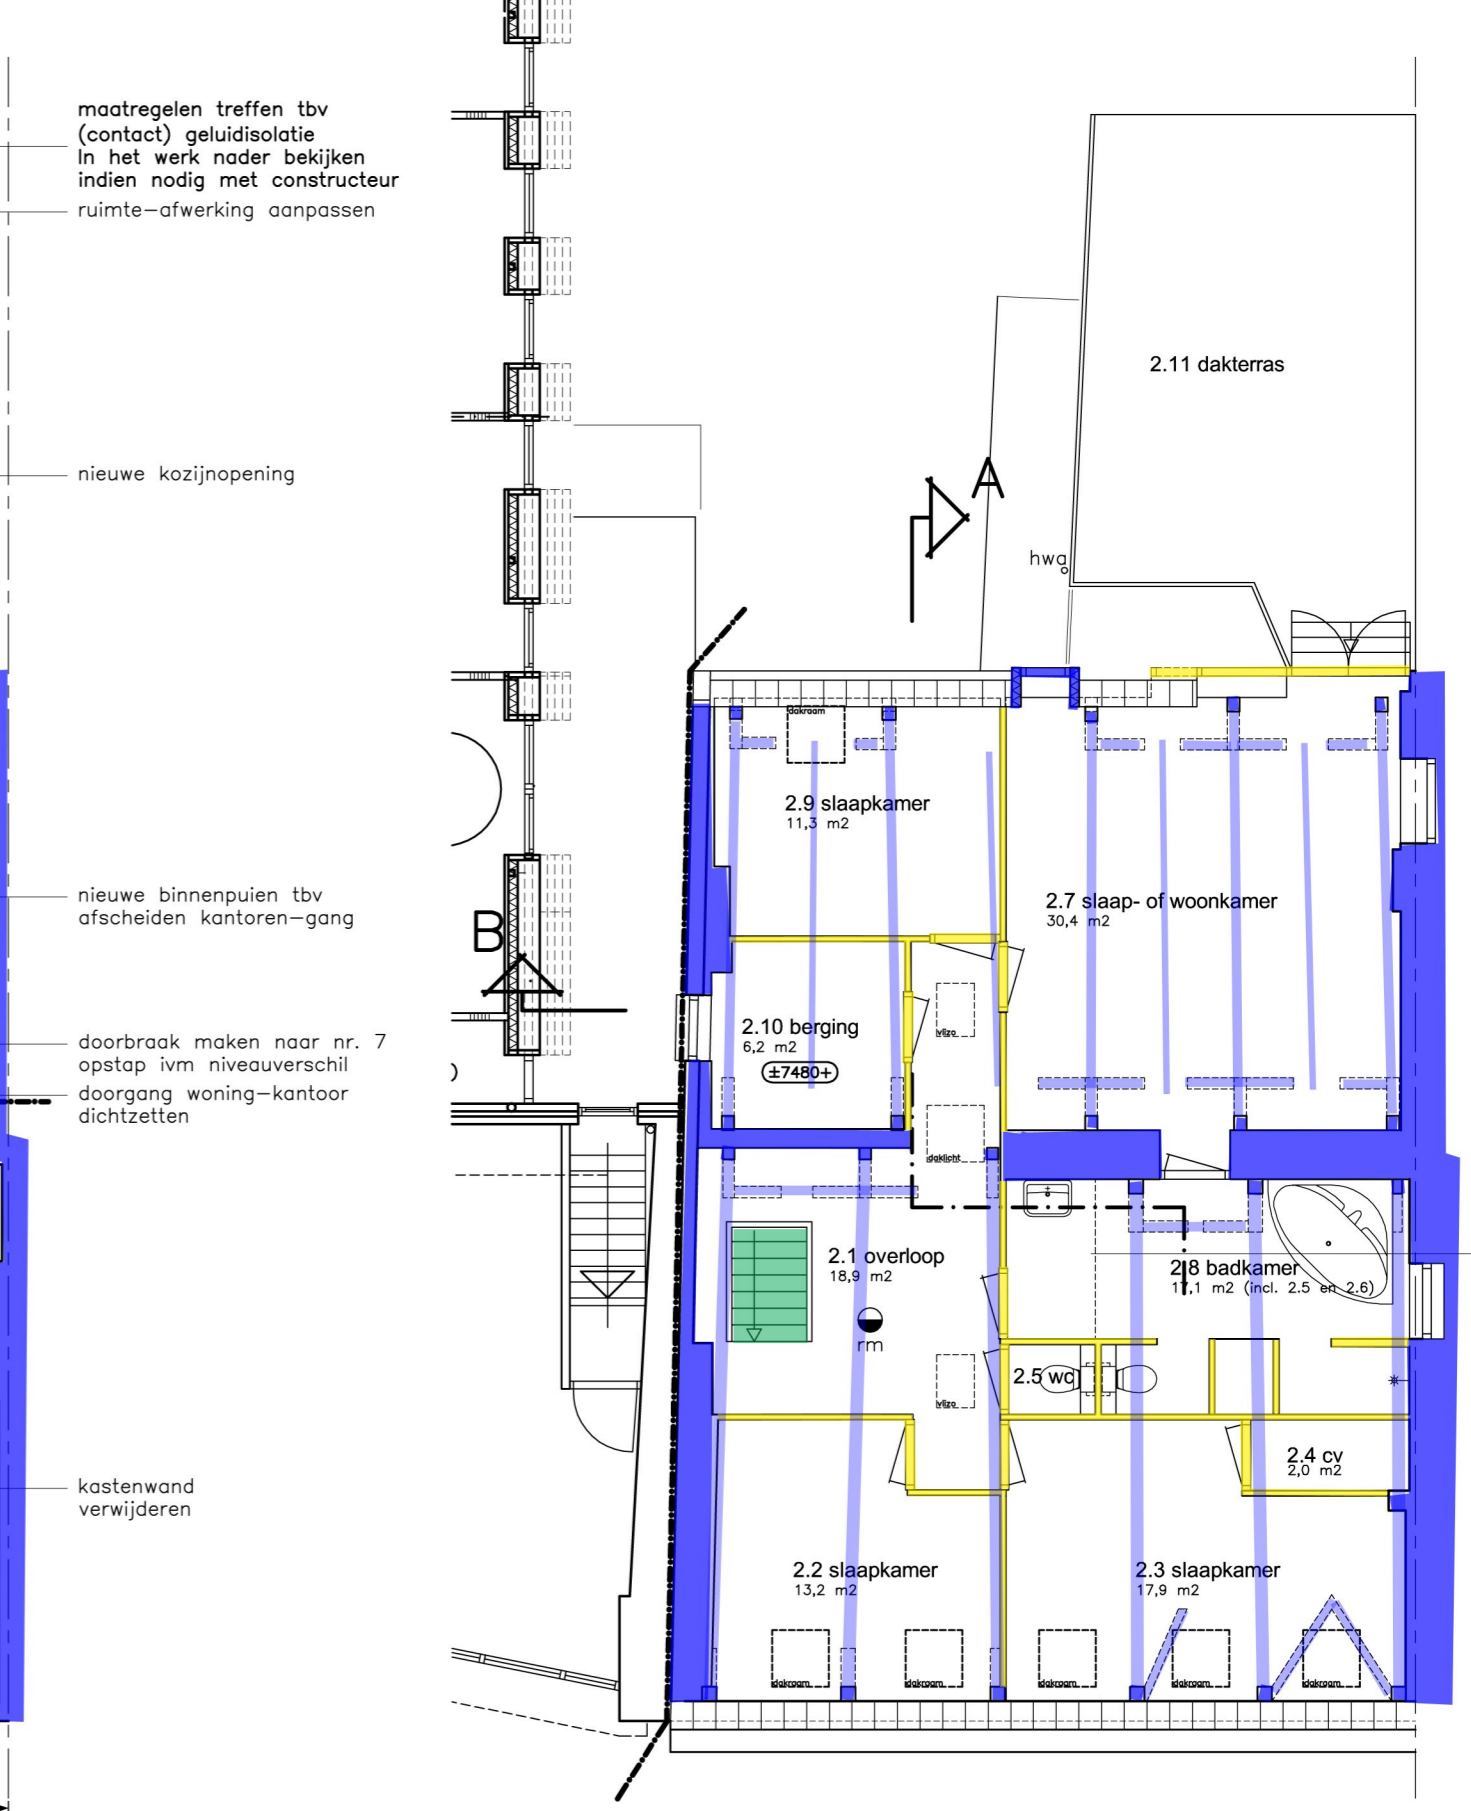 maatregelen treffen tbv
(contact) geluidisolatie
In het werk nader bekijken
indien nodig met constructeur
ruimte-afwerking aanpassen
nieuwe kozijnopening
nieuwe binnenpuien tbv
afscheiden kantoren-gang
doorbraak maken naar nr. 7
opstap ivm niveauverschil
doorgang woning-kantoor
dichtzetten
kastenwand
verwijderen
2.11 dakterras
A
hwa
dakraam
2.9 slaapkamer
11,3 m2
2.7 slaap- of woonkamer
30,4 m2
B
2.10 berging
6,2 m2
±7480+
vlizo
daklicht
2.1 overloop
18,9 m2
rm
2.8 badkamer
17,1 m2 (incl. 2.5 en 2.6)
2.5 wc
vlizo
2.4 cv
2,0 m2
2.2 slaapkamer
13,2 m2
2.3 slaapkamer
17,9 m2
dakraam
dakraam
dakraam
dakraam
dakraam